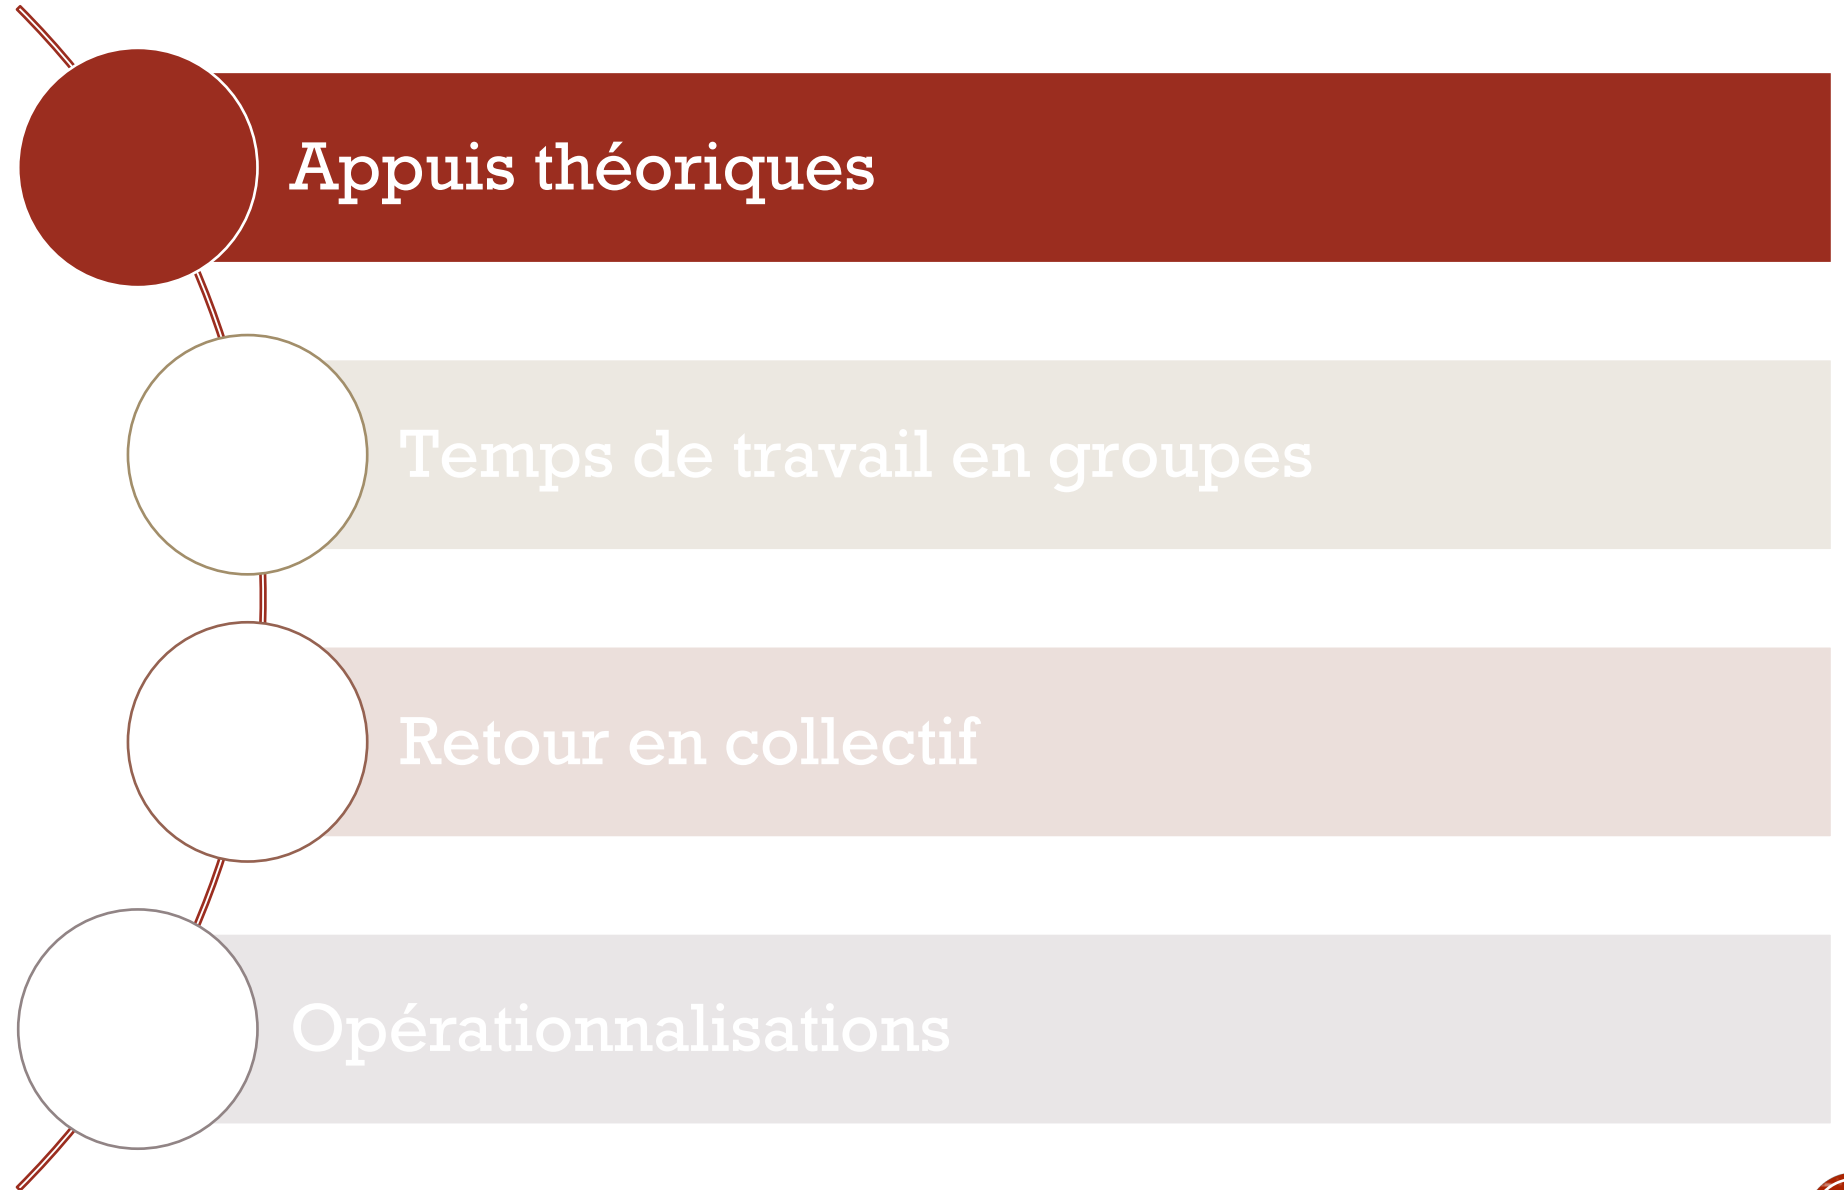 Appuis théoriques
Temps de travail en groupes
Retour en collectif
Opérationnalisations